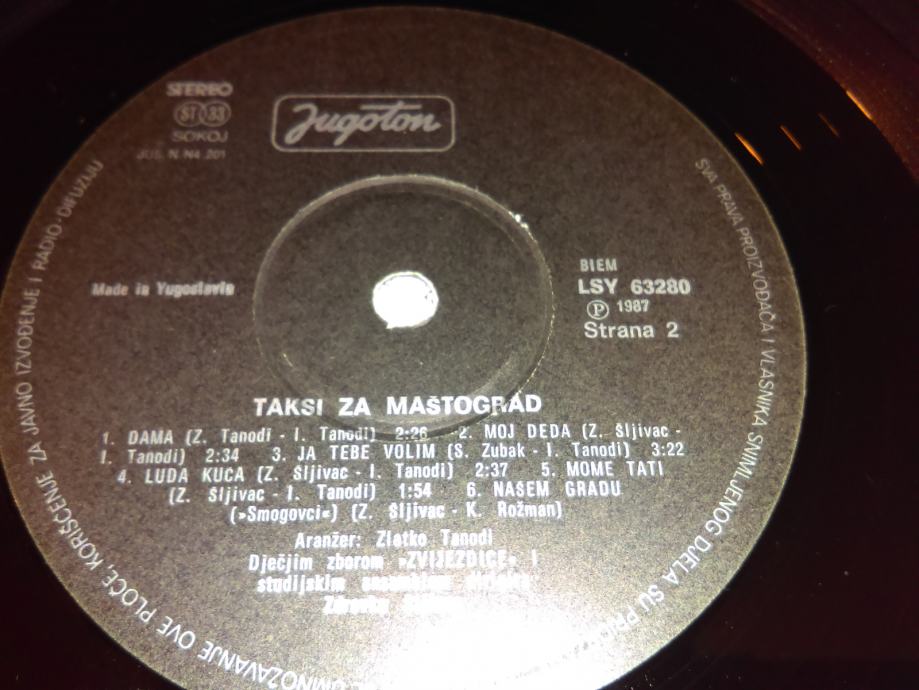 STEREO
ST 33
SOKOJ
JUS. N. N4. 201
Jugoton
Made in Yugoslavia
BIEM
LSY 63280
Ⓟ 1987
Strana 2
TAKSI ZA MAŠTOGRAD
1. DAMA (Z. Tanodi - I. Tanodi) 2:26 2. MOJ DEDA (Z. Šljivac -
I. Tanodi) 2:34 3. JA TEBE VOLIM (S. Zubak - I. Tanodi) 3:22
4. LUDA KUĆA (Z. Šljivac - I. Tanodi) 2:37 5. MOME TATI
(Z. Šljivac - I. Tanodi) 1:54 6. NAŠEM GRADU
(»Smogovci«) (Z. Šljivac - K. Rožman)
Aranžer: Zlatko Tanodi
Dječjim zborom »ZVIJEZDICE« i
studijskim ansamblom
SVA PRAVA PROIZVOĐAČA I VLASNIKA SNIMLJENOG DJELA SU
UMNOŽAVANJE OVE PLOČE, KORIŠĆENJE ZA JAVNO IZVOĐENJE I RADIO-DIFUZIJU